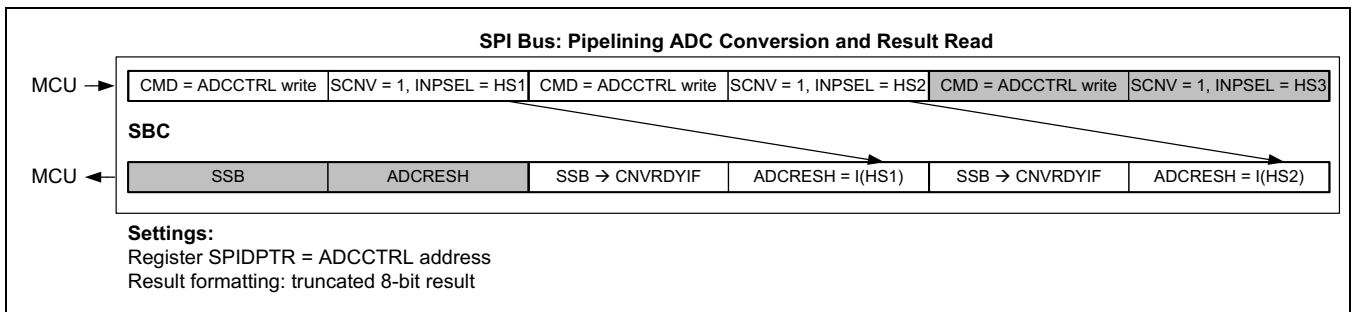 SPI Bus: Pipelining ADC Conversion and Result Read
MCU CMD = ADCCTRL write SCNV = 1, INPSEL = HS1 CMD = ADCCTRL write SCNV = 1, INPSEL = HS2 CMD = ADCCTRL write SCNV = 1, INPSEL = HS3
SBC
MCU SSB ADCRESH SSB → CNVRDYIF ADCRESH = I(HS1) SSB → CNVRDYIF ADCRESH = I(HS2)
Settings:
Register SPIDPTR = ADCCTRL address
Result formatting: truncated 8-bit result